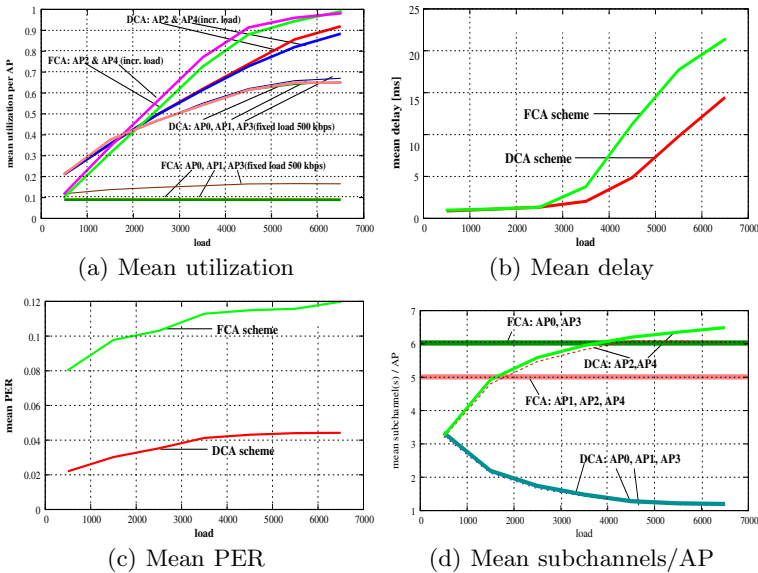 1
0.9
0.8
0.7
0.6
0.5
0.4
0.3
0.2
0.1
0
mean utilization per AP
DCA: AP2 & AP4(incr. load)
FCA: AP2 & AP4 (incr. load)
DCA: AP0, AP1, AP3(fixed load 500 kbps)
FCA: AP0, AP1, AP3(fixed load 500 kbps)
0 1000 2000 3000 4000 5000 6000 7000
load
(a) Mean utilization
25
20
15
10
5
0
mean delay [ms]
FCA scheme
DCA scheme
0 1000 2000 3000 4000 5000 6000 7000
load
(b) Mean delay
0.12
0.1
0.08
0.06
0.04
0.02
0
mean PER
FCA scheme
DCA scheme
0 1000 2000 3000 4000 5000 6000 7000
load
(c) Mean PER
7
6
5
4
3
2
1
mean subchannel(s) / AP
FCA: AP0, AP3
DCA: AP2,AP4
FCA: AP1, AP2, AP4
DCA: AP0, AP1, AP3
0 1000 2000 3000 4000 5000 6000 7000
load
(d) Mean subchannels/AP